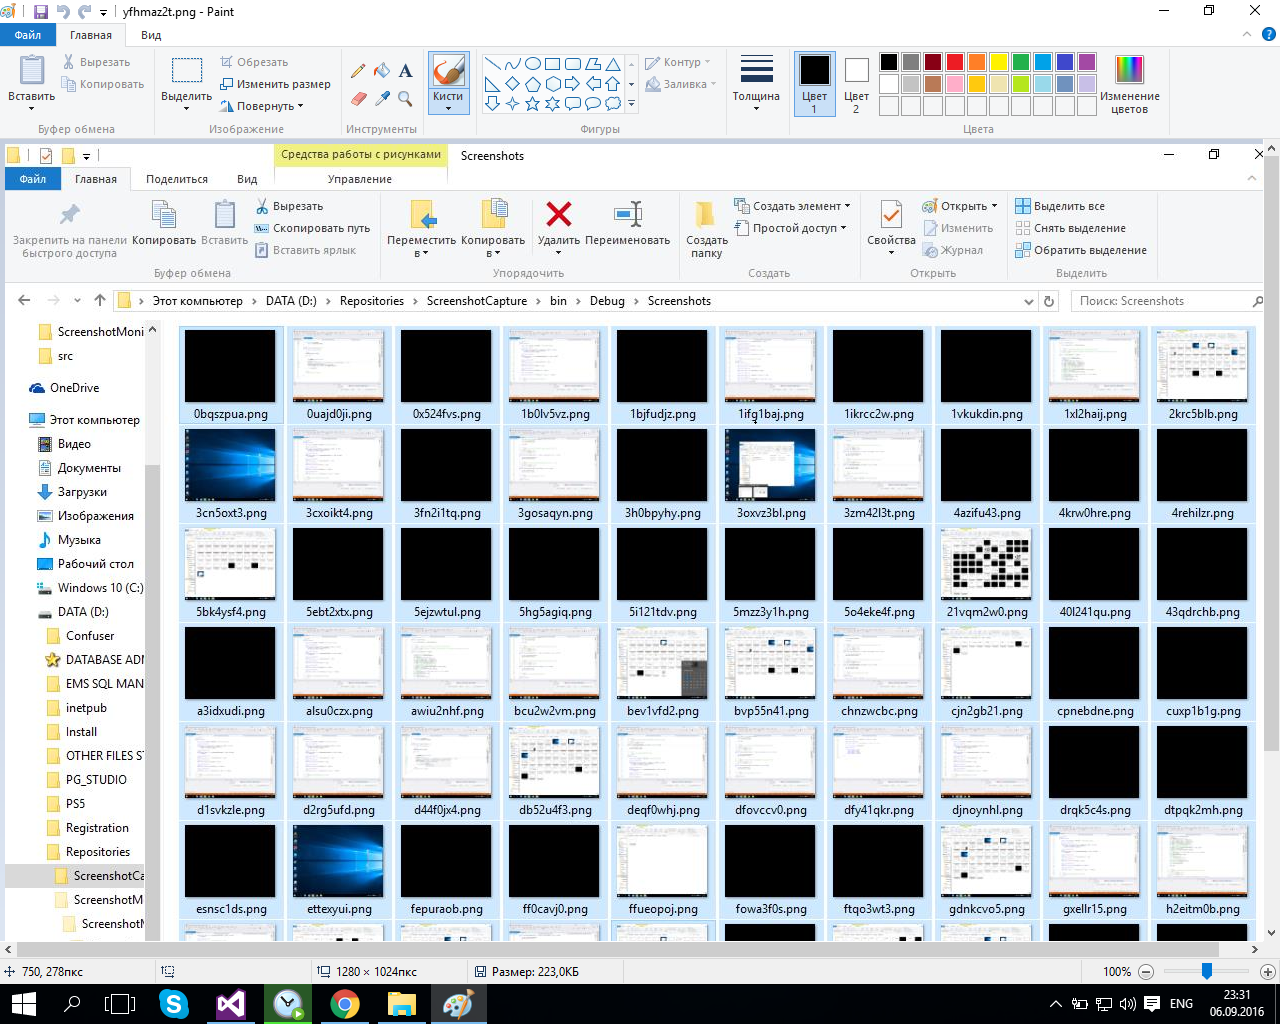 yfhmaz2t.png - Paint
Файл Главная Вид
Вставить
Вырезать
Копировать
Буфер обмена
Выделить
Обрезать
Изменить размер
Повернуть
Изображение
Инструменты
Кисти
Контур
Заливка
Фигуры
Толщина
Цвет 1
Цвет 2
Изменение цветов
Цвета
Средства работы с рисунками Screenshots
Файл Главная Поделиться Вид Управление
Закрепить на панели быстрого доступа
Копировать
Вставить
Вырезать
Скопировать путь
Вставить ярлык
Буфер обмена
Переместить в
Копировать в
Удалить
Переименовать
Упорядочить
Создать папку
Создать элемент
Простой доступ
Создать
Свойства
Открыть
Изменить
Журнал
Открыть
Выделить все
Снять выделение
Обратить выделение
Выделить
Этот компьютер DATA (D:) Repositories ScreenshotCapture bin Debug Screenshots
Поиск: Screenshots
ScreenshotMoni
src
OneDrive
Этот компьютер
Видео
Документы
Загрузки
Изображения
Музыка
Рабочий стол
Windows 10 (C:)
DATA (D:)
Confuser
DATABASE ADM
EMS SQL MAN
inetpub
Install
OTHER FILES ST
PG_STUDIO
PS5
Registration
Repositories
ScreenshotCa
ScreenshotM
Screenshot
0bqszpua.png 0uajd0ji.png 0x524fvs.png 1b0lv5vz.png 1bjfudjz.png 1ifg1baj.png 1ikrcc2w.png 1vkukdin.png 1xl2haij.png 2krc5blb.png
3cn5oxt3.png 3cxoikt4.png 3fn2i1tq.png 3gosaqyn.png 3h0bpyhy.png 3oxvz3bl.png 3zm42l3t.png 4azifu43.png 4krw0hre.png 4rehilzr.png
5bk4ysf4.png 5ebt2xtx.png 5ejzwtul.png 5hg5agiq.png 5i121tdv.png 5mzz3y1h.png 5o4eke4f.png 21vqm2w0.png 40l241qu.png 43qdrchb.png
a3idxudi.png alsu0czx.png awiu2nhf.png bcu2w2vm.png bev1vfd2.png bvp55n41.png chnzwcbc.png cjn2gb21.png cpnebdne.png cuxp1b1g.png
d1svkzle.png d2rg5ufd.png d44f0jx4.png db52u4f3.png deqf0whj.png dfovccv0.png dfy41qkr.png djnoynhl.png drqk5c4s.png dtpqk2mh.png
esnsc1ds.png ettexyui.png fepuraob.png ff0cavj0.png ffueopoj.png fowa3f0s.png ftqo3wt3.png gdnkcvo5.png gxellr15.png h2eitm0b.png
750, 278пкс
1280 × 1024пкс
Размер: 223,0КБ
100%
ENG
23:31
06.09.2016